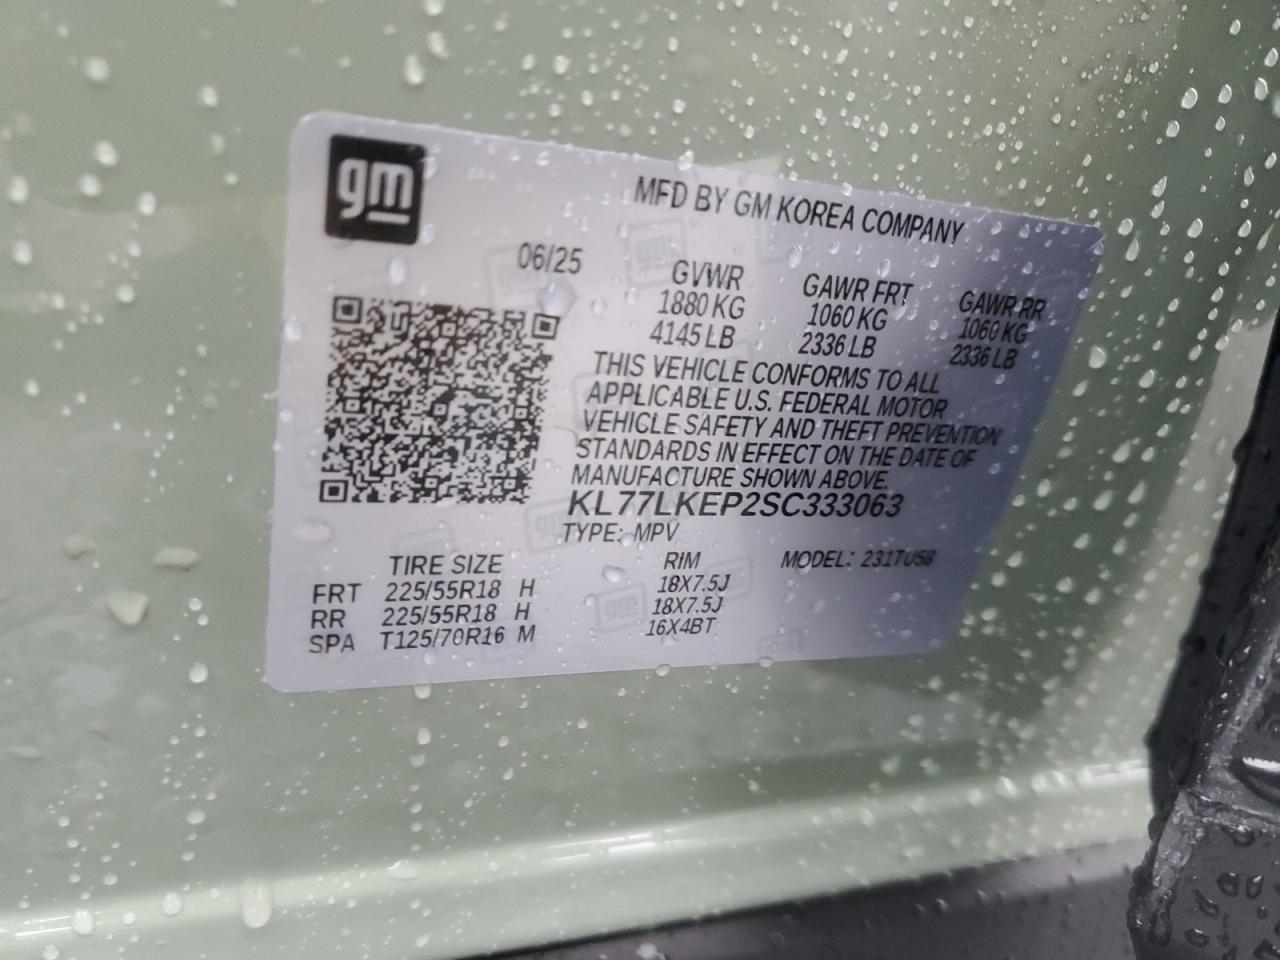 gm
MFD BY GM KOREA COMPANY
06/25
GVWR GAWR FRT GAWR RR
1880 KG 1060 KG 1060 KG
4145 LB 2336 LB 2336 LB
THIS VEHICLE CONFORMS TO ALL
APPLICABLE U.S. FEDERAL MOTOR
VEHICLE SAFETY AND THEFT PREVENTION
STANDARDS IN EFFECT ON THE DATE OF
MANUFACTURE SHOWN ABOVE.
KL77LKEP2SC333063
TYPE: MPV MODEL: 231TU58
TIRE SIZE RIM
FRT 225/55R18 H 18X7.5J
RR 225/55R18 H 18X7.5J
SPA T125/70R16 M 16X4BT